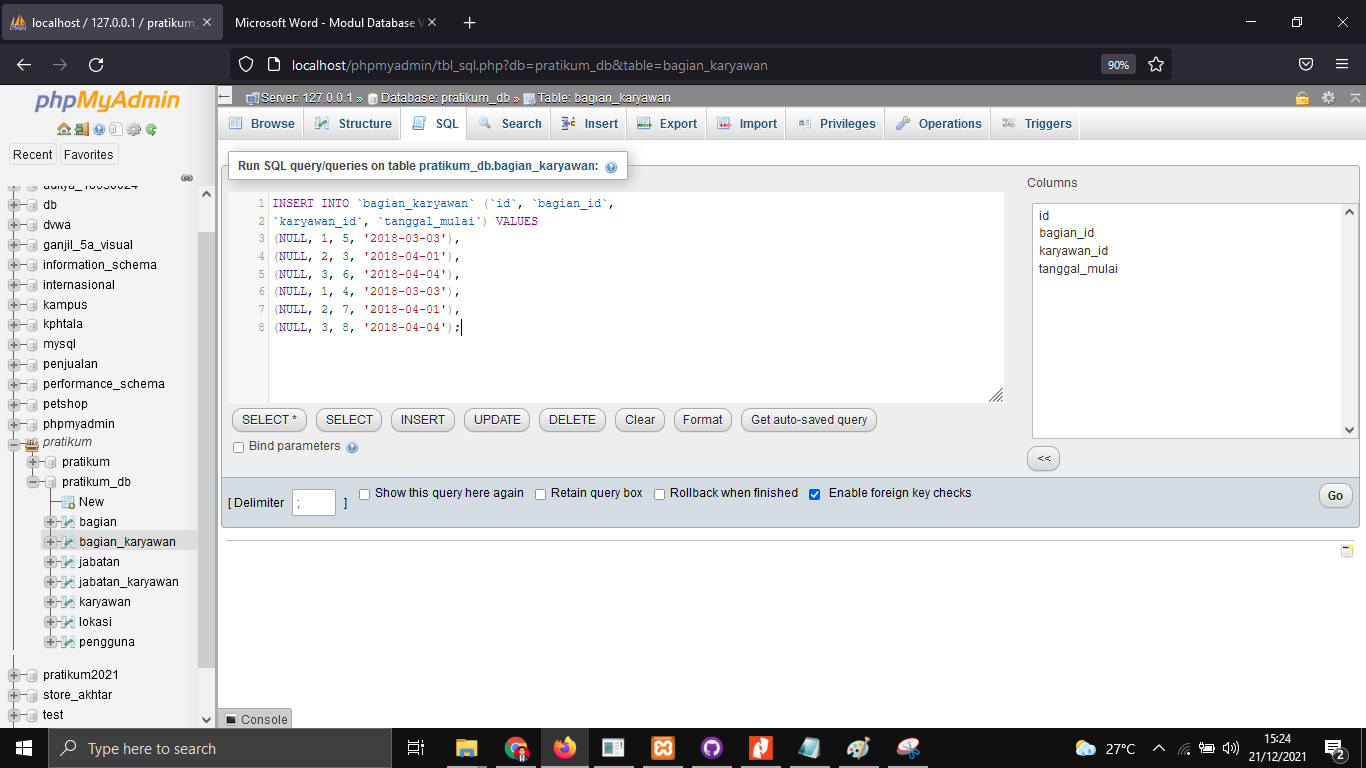 localhost / 127.0.0.1 / pratikum_
Microsoft Word - Modul Database V
localhost/phpmyadmin/tbl_sql.php?db=pratikum_db&table=bagian_karyawan
90%
phpMyAdmin
Recent
Favorites
db
dvwa
ganjil_5a_visual
information_schema
internasional
kampus
kphtala
mysql
penjualan
performance_schema
petshop
phpmyadmin
pratikum
pratikum
pratikum_db
New
bagian
bagian_karyawan
jabatan
jabatan_karyawan
karyawan
lokasi
pengguna
pratikum2021
store_akhtar
test
Server: 127.0.0.1 » Database: pratikum_db » Table: bagian_karyawan
Browse
Structure
SQL
Search
Insert
Export
Import
Privileges
Operations
Triggers
Run SQL query/queries on table pratikum_db.bagian_karyawan:
1 INSERT INTO `bagian_karyawan` (`id`, `bagian_id`,
2 `karyawan_id`, `tanggal_mulai`) VALUES
3 (NULL, 1, 5, '2018-03-03'),
4 (NULL, 2, 3, '2018-04-01'),
5 (NULL, 3, 6, '2018-04-04'),
6 (NULL, 1, 4, '2018-03-03'),
7 (NULL, 2, 7, '2018-04-01'),
8 (NULL, 3, 8, '2018-04-04');
Columns
id
bagian_id
karyawan_id
tanggal_mulai
<<
SELECT *
SELECT
INSERT
UPDATE
DELETE
Clear
Format
Get auto-saved query
Bind parameters
[ Delimiter ; ]
Show this query here again
Retain query box
Rollback when finished
Enable foreign key checks
Go
Console
Type here to search
27°C
15:24
21/12/2021
2